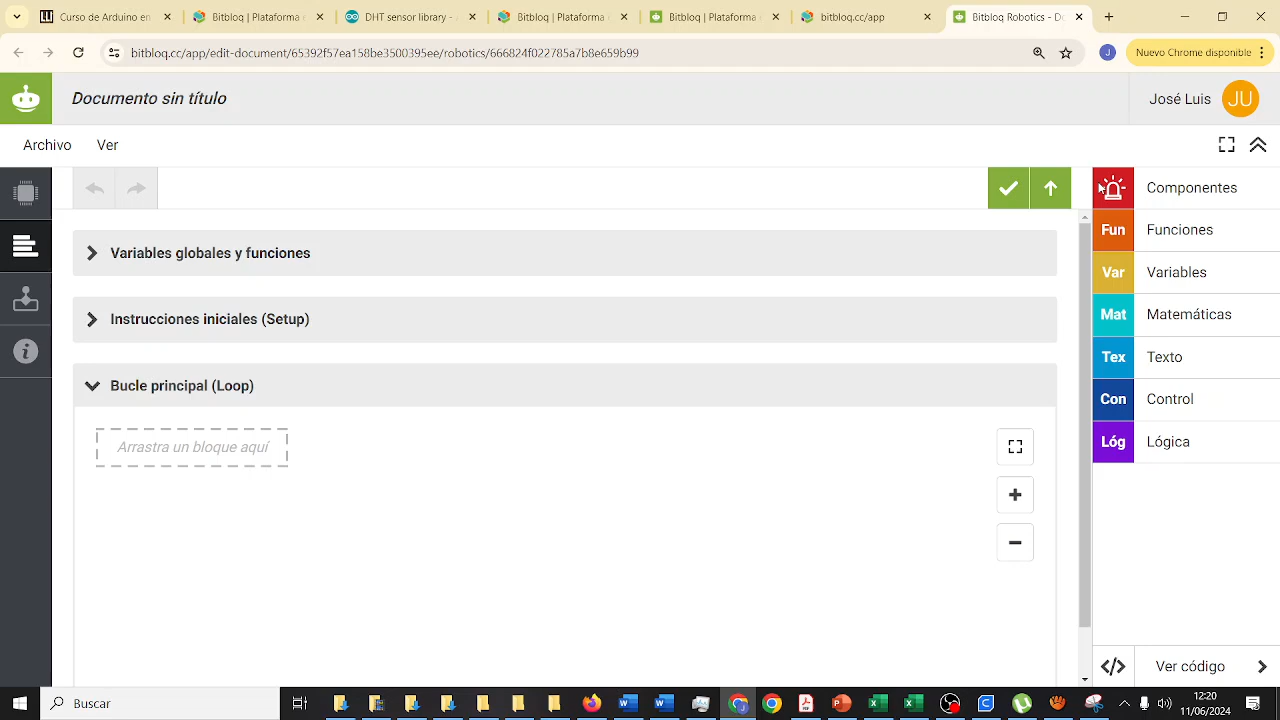 Curso de Arduino en
Bitbloq | Plataforma
DHT sensor library -
Bitbloq | Plataforma
Bitbloq | Plataforma
bitbloq.cc/app
Bitbloq Robotics - Do
bitbloq.cc/app/edit-document/65392f57ea158be3500395ee/robotics/666824f022785a7b8e659b99
J
Nuevo Chrome disponible
Documento sin título
José Luis
JU
Archivo
Ver
Componentes
Fun
Funciones
Var
Variables
Mat
Matemáticas
Tex
Texto
Con
Control
Lóg
Lógica
Variables globales y funciones
Instrucciones iniciales (Setup)
Bucle principal (Loop)
Arrastra un bloque aquí
Ver código
Buscar
12:20
11/06/2024